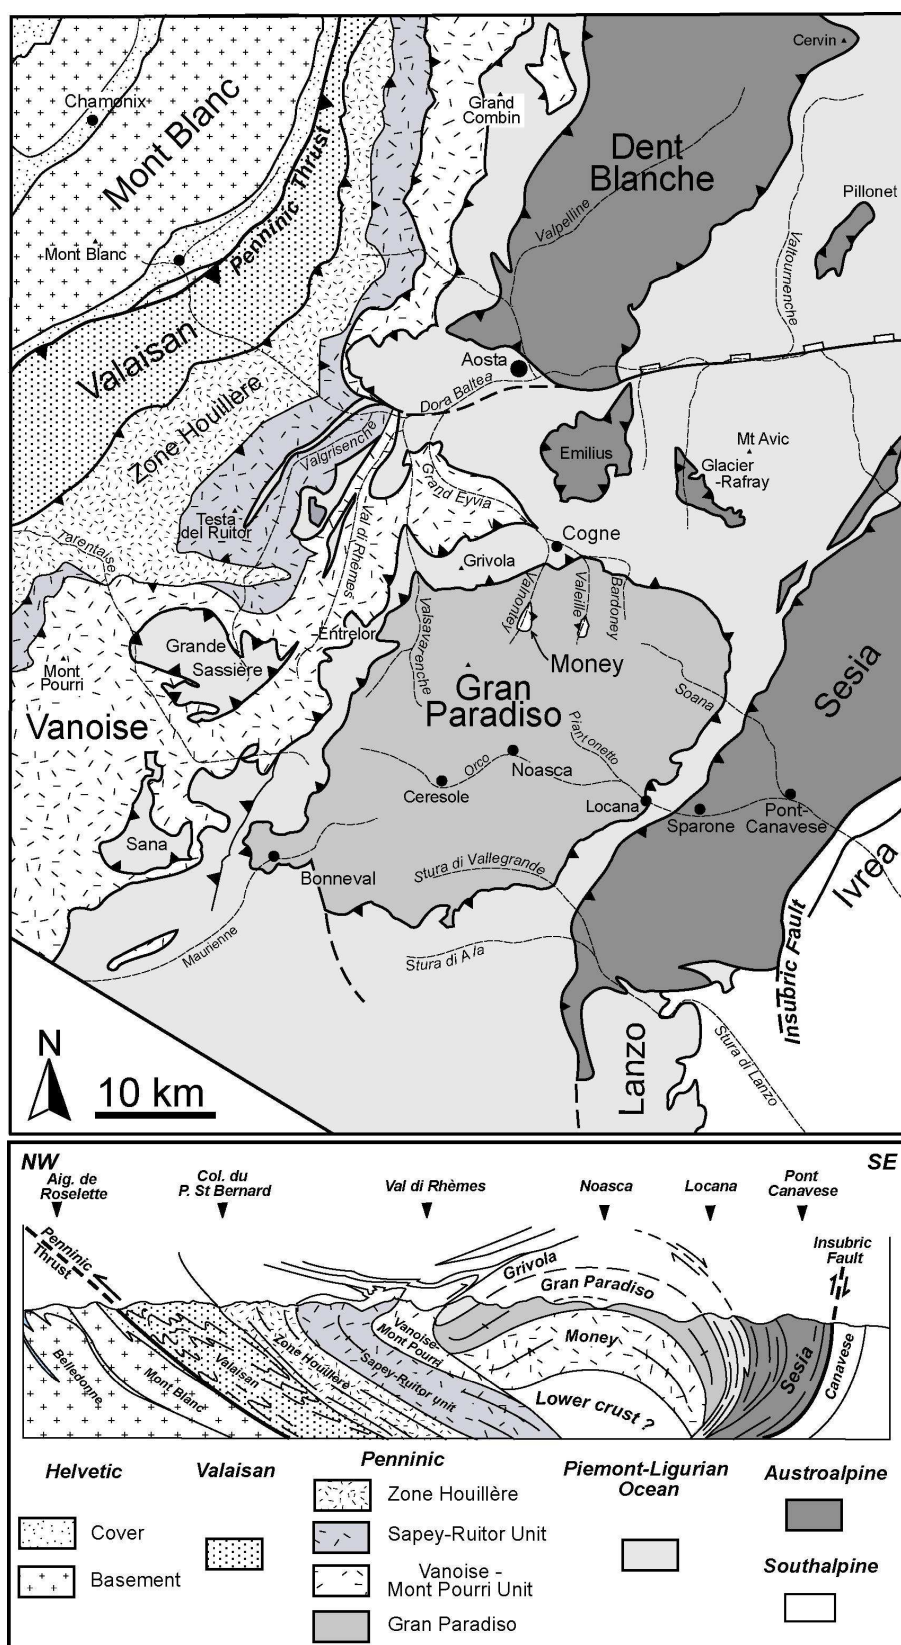 Cervin
Chamonix
Grand
Combin
Mont Blanc
Dent
Blanche
Penninic Thrust
Pillonet
Valpelline
Valtournenche
Mont Blanc
Valaisan
Aosta
Dora Baltea
Zone Houillère
Valgrisenche
Emilius
Mt Avic
Glacier
-Rafray
Grand Eyvia
Testa
del Ruitor
Val di Rhêmes
Tarentaise
Cogne
Grivola
Valnontey
Valeille
Bardoney
Valsavarenche
Entrelor
Grande
Sassière
Money
Mont
Pourri
Gran
Paradiso
Soana
Sesia
Vanoise
Piantonetto
Orco
Noasca
Ceresole
Locana
Sparone
Pont-
Canavese
Sana
Bonneval
Stura di Vallegrande
Ivrea
Maurienne
Stura di Ala
Insubric Fault
Lanzo
Stura di Lanzo
N
10 km
NW
SE
Aig. de
Roselette
Col. du
P. St Bernard
Val di Rhèmes
Noasca
Locana
Pont
Canavese
Penninic
Thrust
Insubric
Fault
Grivola
Gran Paradiso
Vanoise-
Mont Pourri
Money
Belledonne
Mont Blanc
Valaisan
Zone Houillère
Sapey-Ruitor unit
Lower crust ?
Sesia
Canavese
Helvetic
Cover
Basement
Valaisan
Penninic
Zone Houillère
Sapey-Ruitor Unit
Vanoise -
Mont Pourri Unit
Gran Paradiso
Piemont-Ligurian
Ocean
Austroalpine
Southalpine